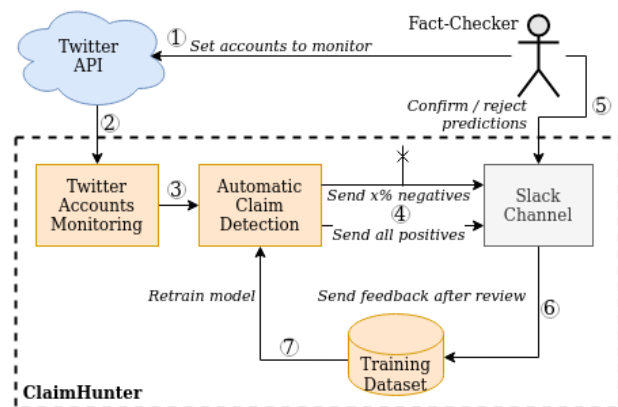 Fact-Checker
Twitter
API
①
Set accounts to monitor
②
Confirm / reject
predictions
⑤
Twitter
Accounts
Monitoring
③
Automatic
Claim
Detection
Send x% negatives
④
Send all positives
Slack
Channel
Retrain model
Send feedback after review
⑥
⑦
Training
Dataset
ClaimHunter